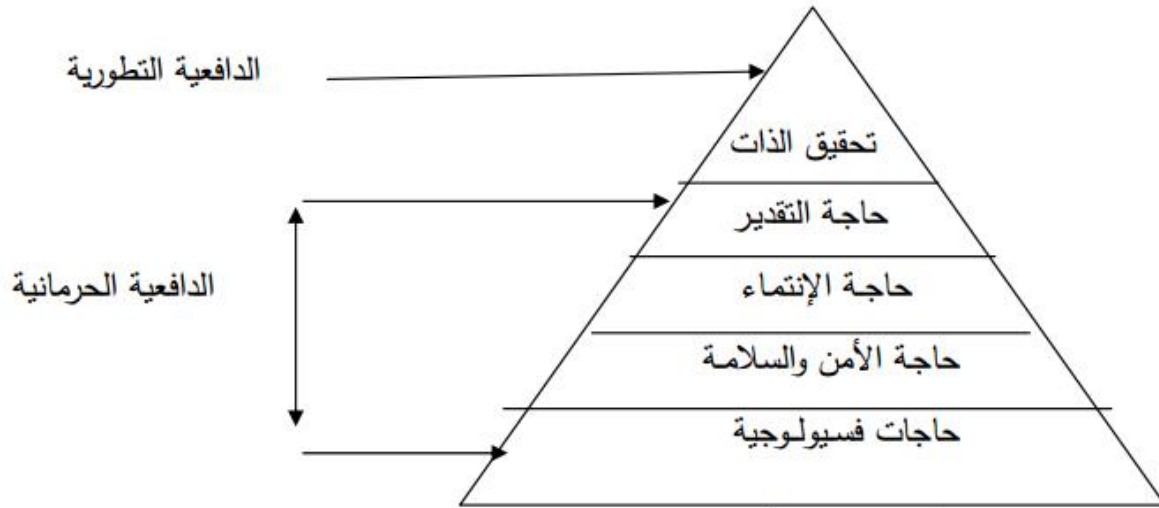 الدافعية التطورية
تحقيق الذات
حاجة التقدير
حاجة الإنتماء
الدافعية الحرمانية
حاجة الأمن والسلامة
حاجات فسيولوجية